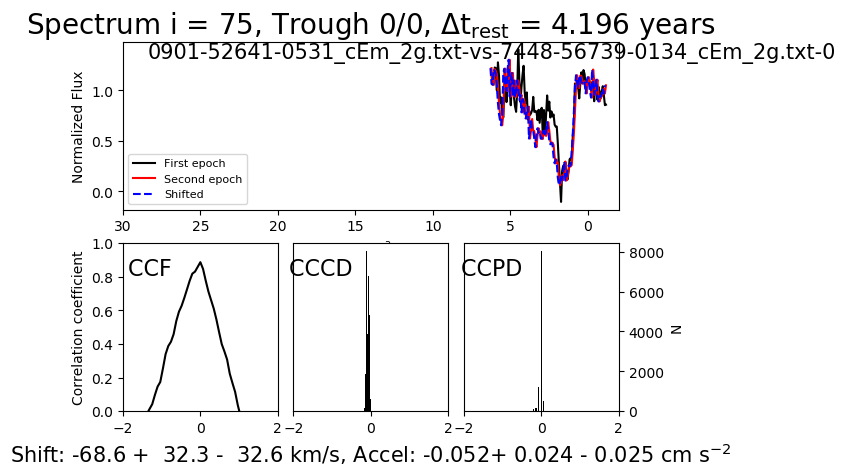 Spectrum i = 75, Trough 0/0, Δt_rest = 4.196 years
0901-52641-0531_cEm_2g.txt-vs-7448-56739-0134_cEm_2g.txt-0
Normalized Flux
1.0
0.5
0.0
First epoch
Second epoch
Shifted
30 25 20 15 10 5 0
Correlation coefficient
1.0
0.8
0.6
0.4
0.2
0.0
CCF
CCCD
CCPD
8000
6000
4000
2000
0
N
−2 0 2
−2 0 2
−2 0 2
Shift: -68.6 + 32.3 - 32.6 km/s, Accel: -0.052+ 0.024 - 0.025 cm s⁻²